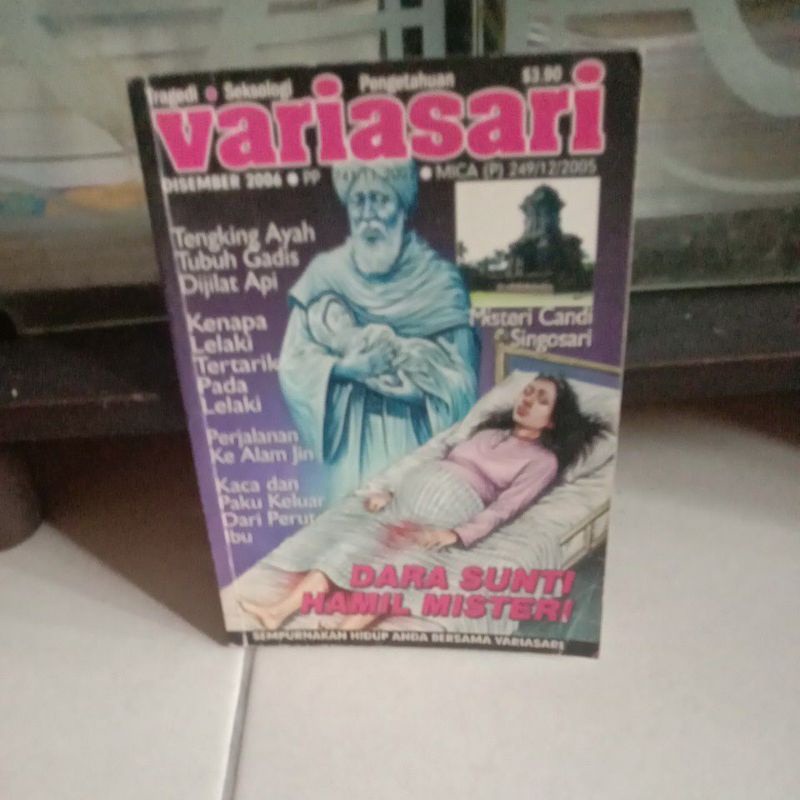 Tragedi • Seksologi Pengetahuan $3.90
variasari
DISEMBER 2006 • PP • MICA (P) 249/12/2005
Tengking Ayah
Tubuh Gadis
Dijilat Api
Misteri Candi
Singosari
Kenapa
Lelaki
Tertarik
Pada
Lelaki
Perjalanan
Ke Alam Jin
Kaca dan
Paku Keluar
Dari Perut
Ibu
DARA SUNTI
HAMIL MISTERI
SEMPURNAKAN HIDUP ANDA BERSAMA VARIASARI